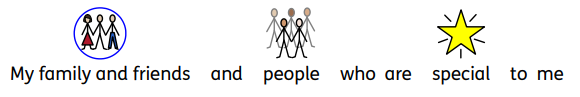 My family and friends and people who are special to me